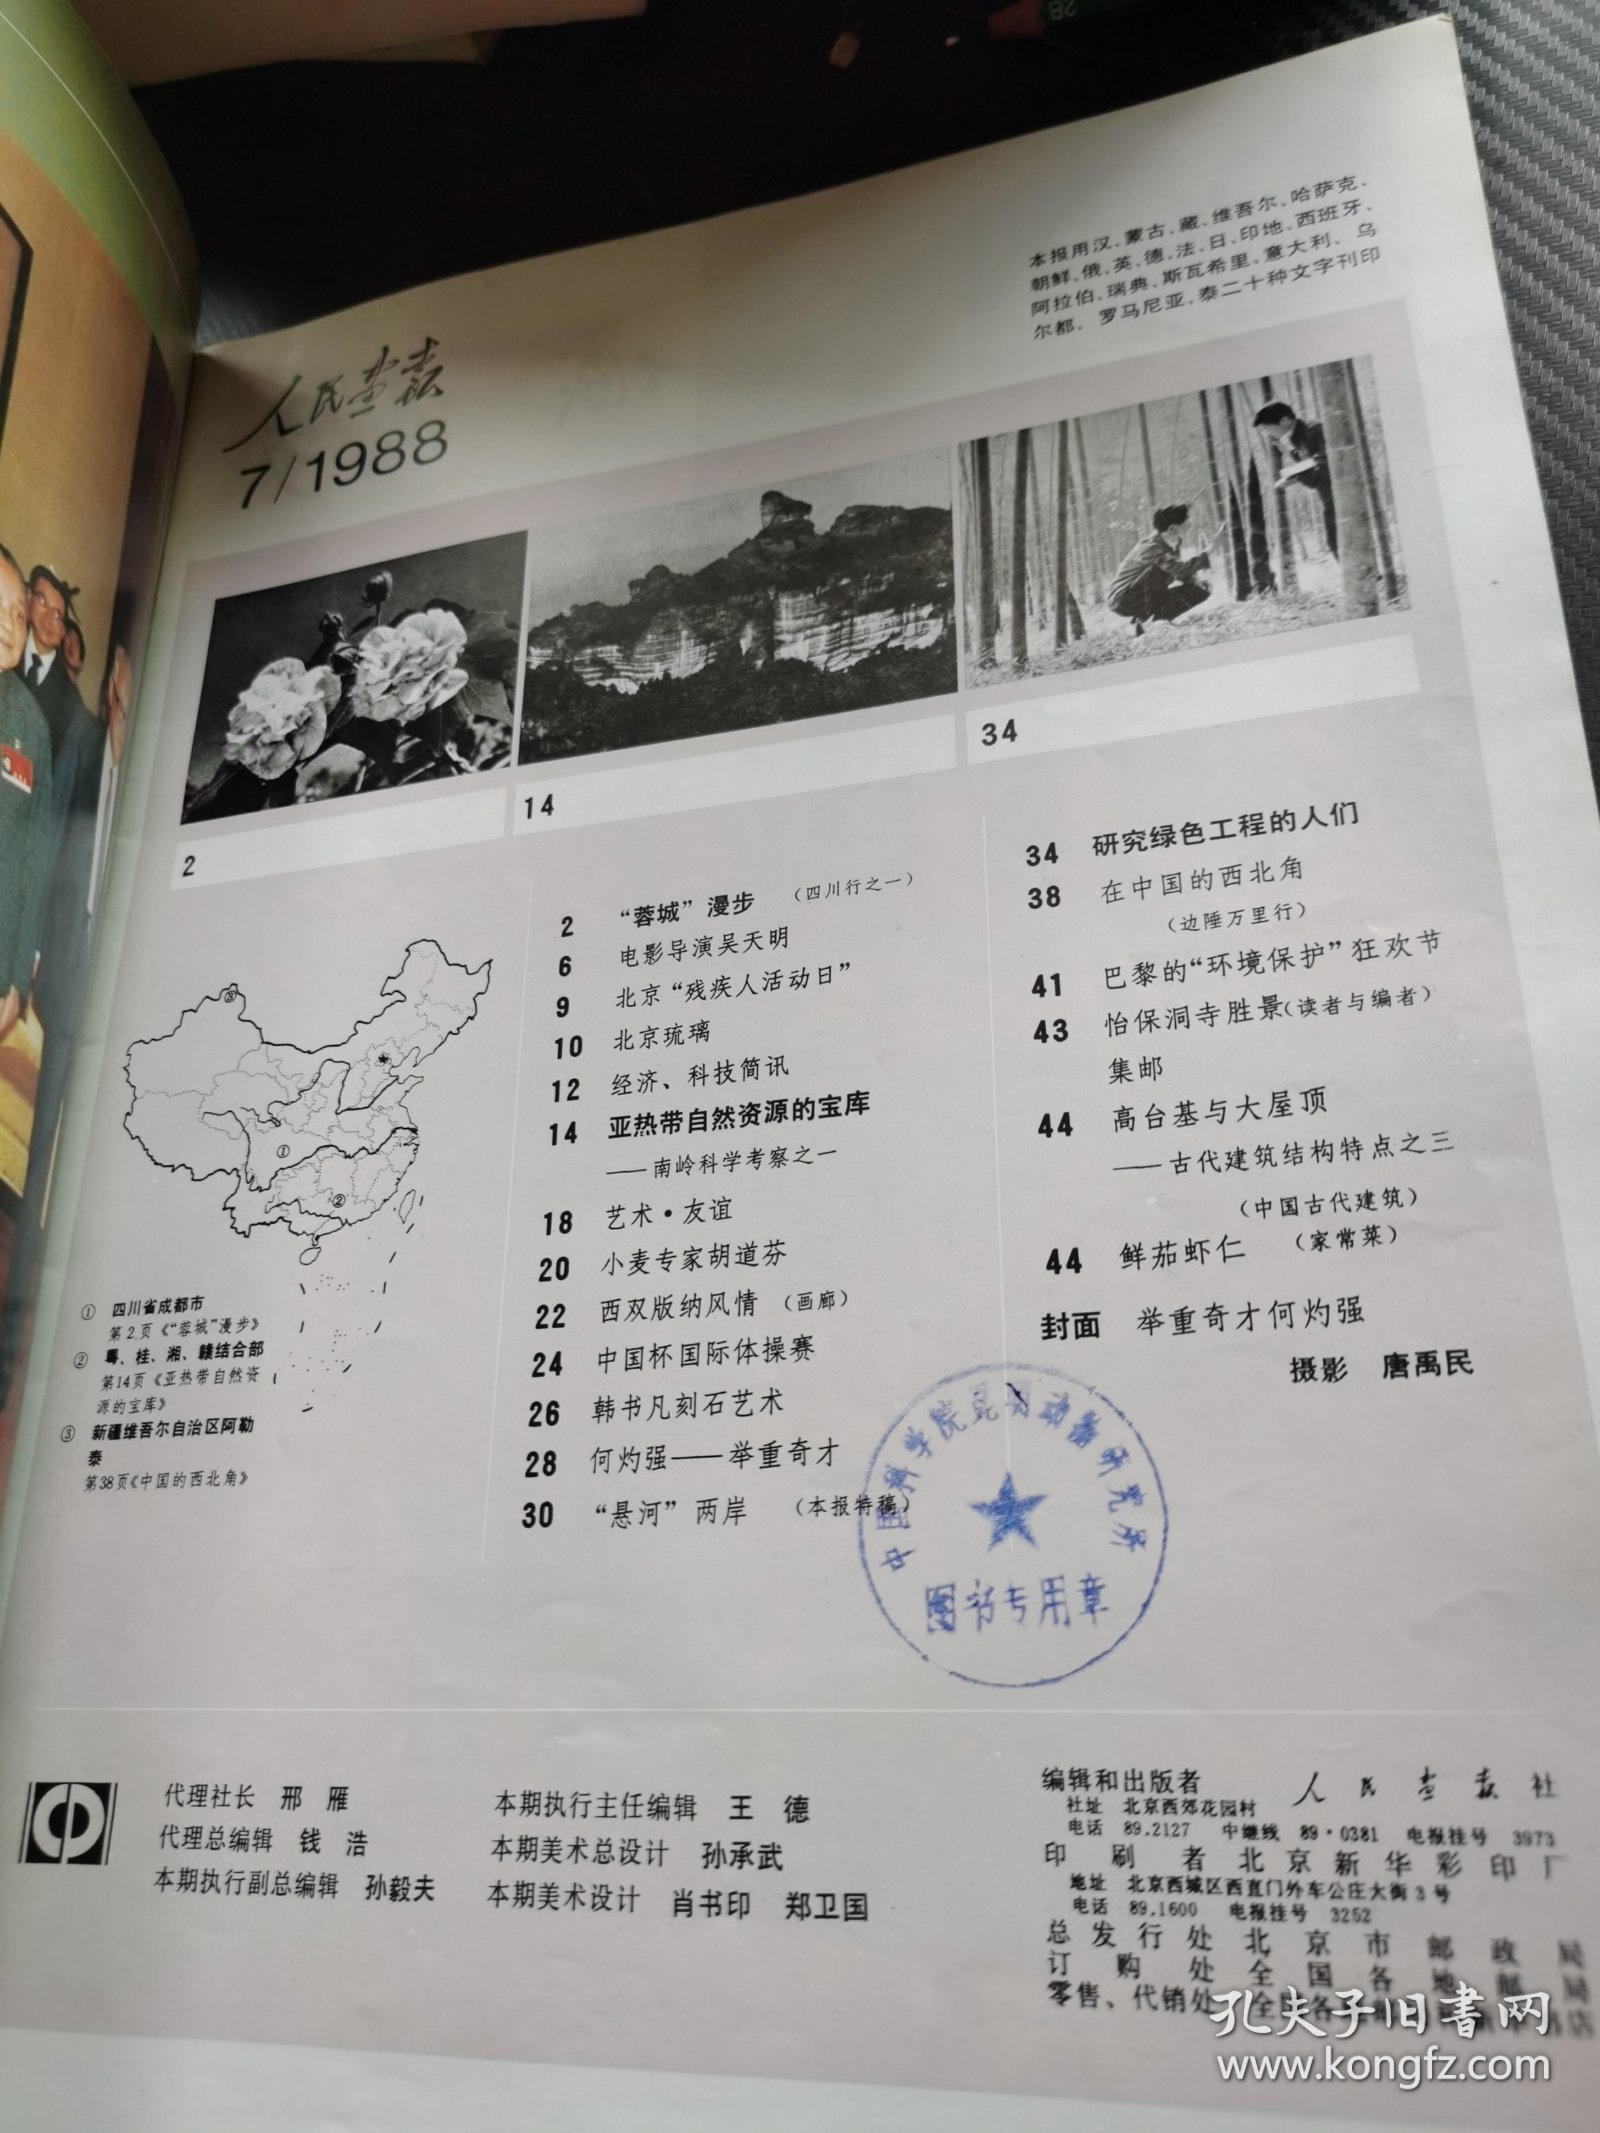 本报用汉、蒙古、藏、维吾尔、哈萨克、
朝鲜、俄、英、德、法、日、印地、西班牙、
阿拉伯、瑞典、斯瓦希里、意大利、乌
尔都、罗马尼亚、泰二十种文字刊印
人民画报
7/1988
2
14
34
① 四川省成都市
第2页《“蓉城”漫步》
② 粤、桂、湘、赣结合部
第14页《亚热带自然资
源的宝库》
③ 新疆维吾尔自治区阿勒
泰
第38页《中国的西北角》
2 “蓉城”漫步 （四川行之一）
6 电影导演吴天明
9 北京“残疾人活动日”
10 北京琉璃
12 经济、科技简讯
14 亚热带自然资源的宝库
——南岭科学考察之一
18 艺术·友谊
20 小麦专家胡道芬
22 西双版纳风情 （画廊）
24 中国杯国际体操赛
26 韩书凡刻石艺术
28 何灼强——举重奇才
30 “悬河”两岸 （本报特稿）
34 研究绿色工程的人们
38 在中国的西北角
（边陲万里行）
41 巴黎的“环境保护”狂欢节
43 怡保洞寺胜景（读者与编者）
集邮
44 高台基与大屋顶
——古代建筑结构特点之三
（中国古代建筑）
44 鲜茄虾仁 （家常菜）
封面 举重奇才何灼强
摄影 唐禹民
中国科学院昆明动物研究所
图书专用章
代理社长 邢雁
代理总编辑 钱浩
本期执行副总编辑 孙毅夫
本期执行主任编辑 王德
本期美术总设计 孙承武
本期美术设计 肖书印 郑卫国
编辑和出版者 人民画报社
社址 北京西郊花园村
电话 89.2127 中继线 89·0381 电报挂号 3973
印刷者 北京新华彩印厂
地址 北京西城区西直门外车公庄大街3号
电话 89.1600 电报挂号 3252
总发行处 北京市邮政局
订购处 全国各地邮局
零售、代销处 全国各
孔夫子旧书网
www.kongfz.com
2B